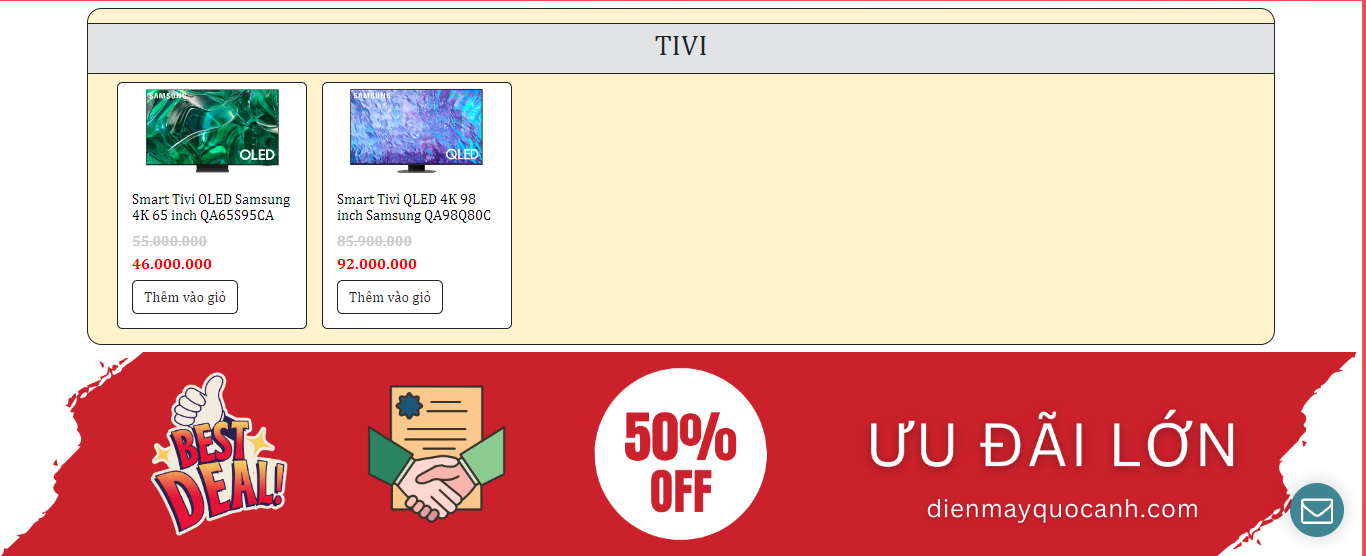 TIVI
SAMSUNG
OLED
Smart Tivi OLED Samsung
4K 65 inch QA65S95CA
55.000.000
46.000.000
Thêm vào giỏ
SAMSUNG
QLED
Smart Tivi QLED 4K 98
inch Samsung QA98Q80C
85.900.000
92.000.000
Thêm vào giỏ
BEST
DEAL!
50%
OFF
ƯU ĐÃI LỚN
dienmayquocanh.com